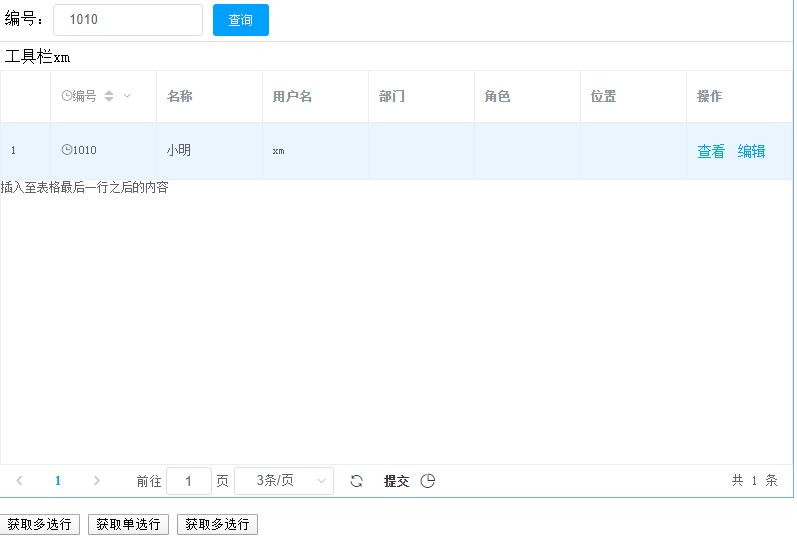 编号： 1010 查询
工具栏xm
编号 名称 用户名 部门 角色 位置 操作
1 1010 小明 xm 查看 编辑
插入至表格最后一行之后的内容
1 前往 1 页 3条/页 提交 共 1 条
获取多选行 获取单选行 获取多选行